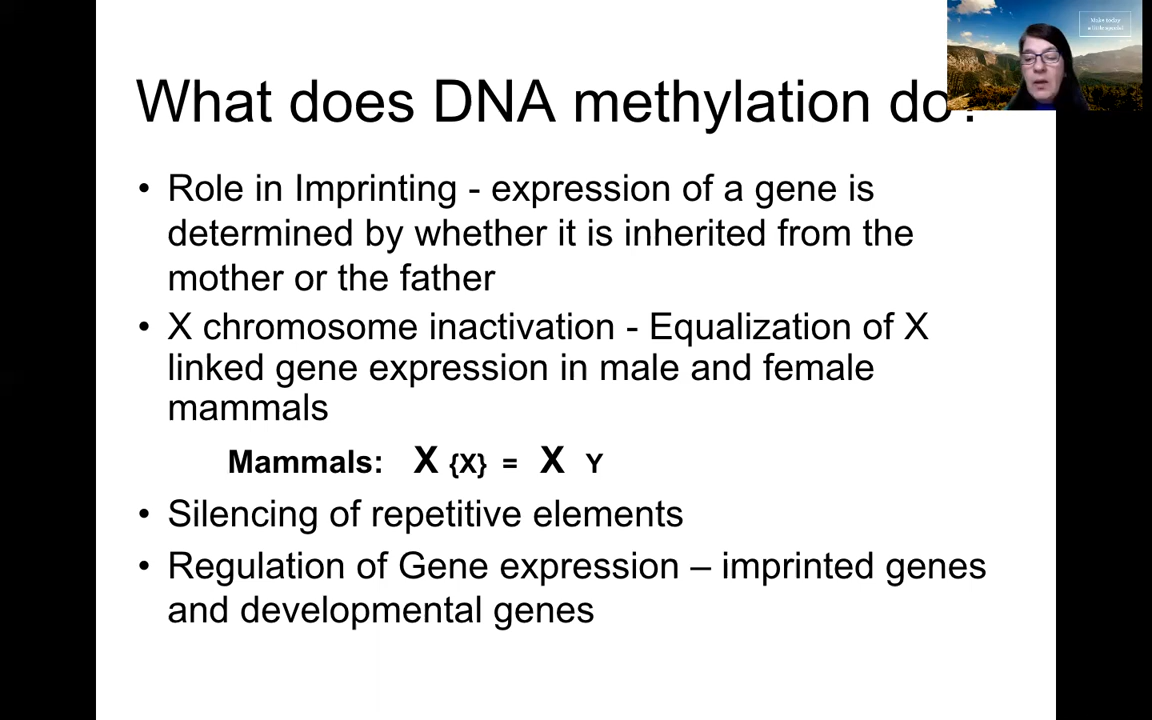 What does DNA methylation do?
• Role in Imprinting - expression of a gene is
determined by whether it is inherited from the
mother or the father
• X chromosome inactivation - Equalization of X
linked gene expression in male and female
mammals
Mammals: X {X} = X Y
• Silencing of repetitive elements
• Regulation of Gene expression – imprinted genes
and developmental genes
Make today